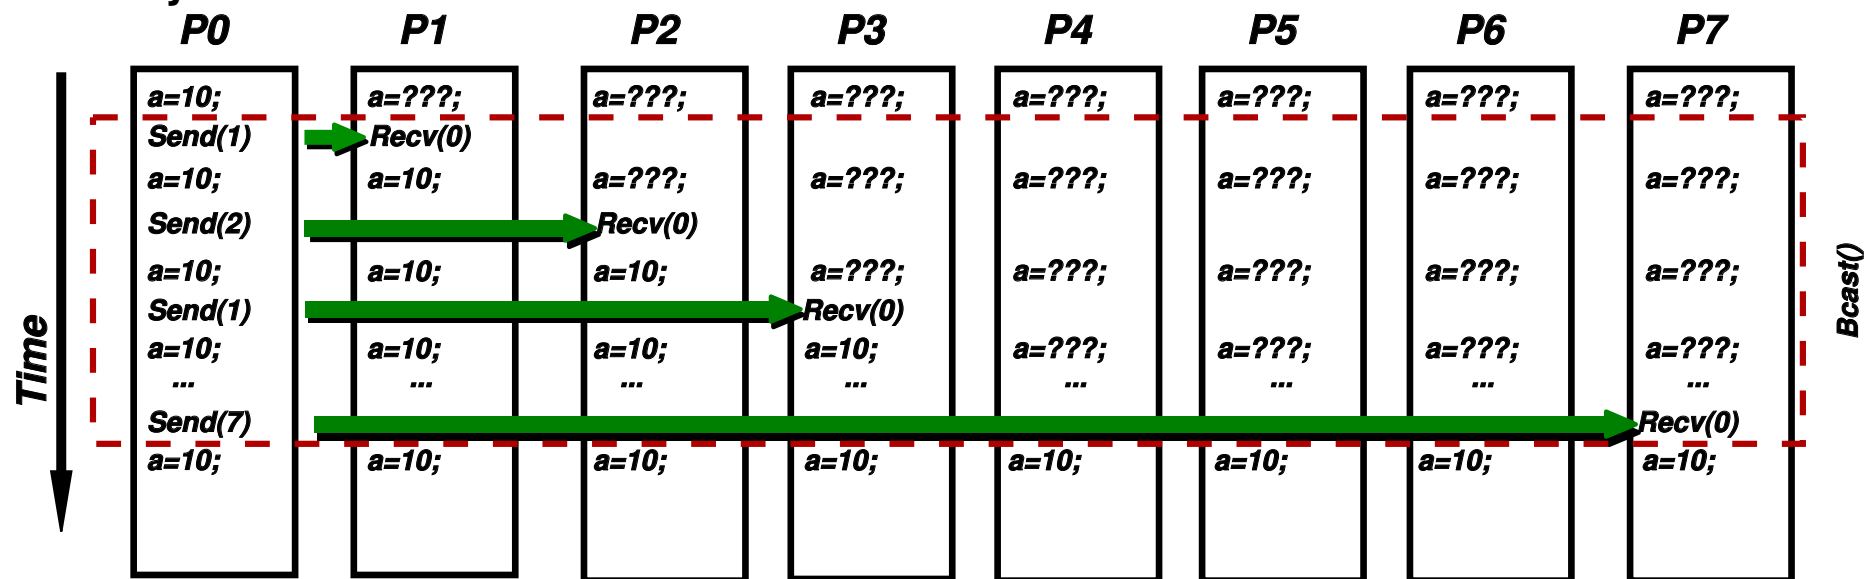 P0 P1 P2 P3 P4 P5 P6 P7
a=10; a=???; a=???; a=???; a=???; a=???; a=???; a=???;
Send(1) Recv(0)
a=10; a=10; a=???; a=???; a=???; a=???; a=???; a=???;
Send(2) Recv(0)
a=10; a=10; a=10; a=???; a=???; a=???; a=???; a=???;
Send(1) Recv(0)
a=10; a=10; a=10; a=10; a=???; a=???; a=???; a=???;
... ... ... ... ... ... ... ...
Send(7) Recv(0)
a=10; a=10; a=10; a=10; a=10; a=10; a=10; a=10;
Time
Bcast()